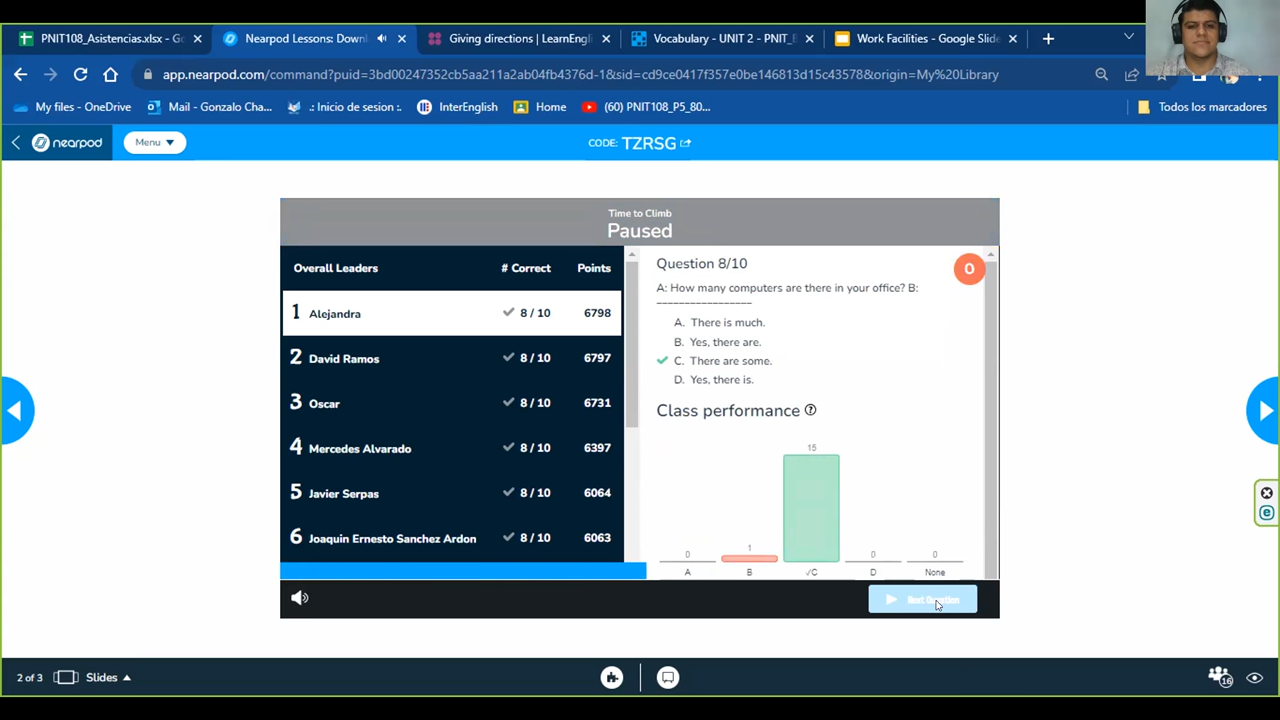 PNIT108_Asistencias.xlsx - Go
Nearpod Lessons: Downl
Giving directions | LearnEnglis
Vocabulary - UNIT 2 - PNIT_E
Work Facilities - Google Slide
app.nearpod.com/command?puid=3bd00247352cb5aa211a2ab04fb4376d-1&sid=cd9ce0417f357e0be146813d15c43578&origin=My%20Library
My files - OneDrive
Mail - Gonzalo Cha...
.: Inicio de sesion :.
InterEnglish
Home
(60) PNIT108_P5_80...
Todos los marcadores
nearpod
Menu
CODE: TZRSG
Time to Climb
Paused
Overall Leaders # Correct Points
1 Alejandra 8 / 10 6798
2 David Ramos 8 / 10 6797
3 Oscar 8 / 10 6731
4 Mercedes Alvarado 8 / 10 6397
5 Javier Serpas 8 / 10 6064
6 Joaquin Ernesto Sanchez Ardon 8 / 10 6063
Question 8/10
0
A: How many computers are there in your office? B:
_________________
A. There is much.
B. Yes, there are.
C. There are some.
D. Yes, there is.
Class performance
0 1 15 0 0
A B ✓C D None
Next Question
2 of 3 Slides
16